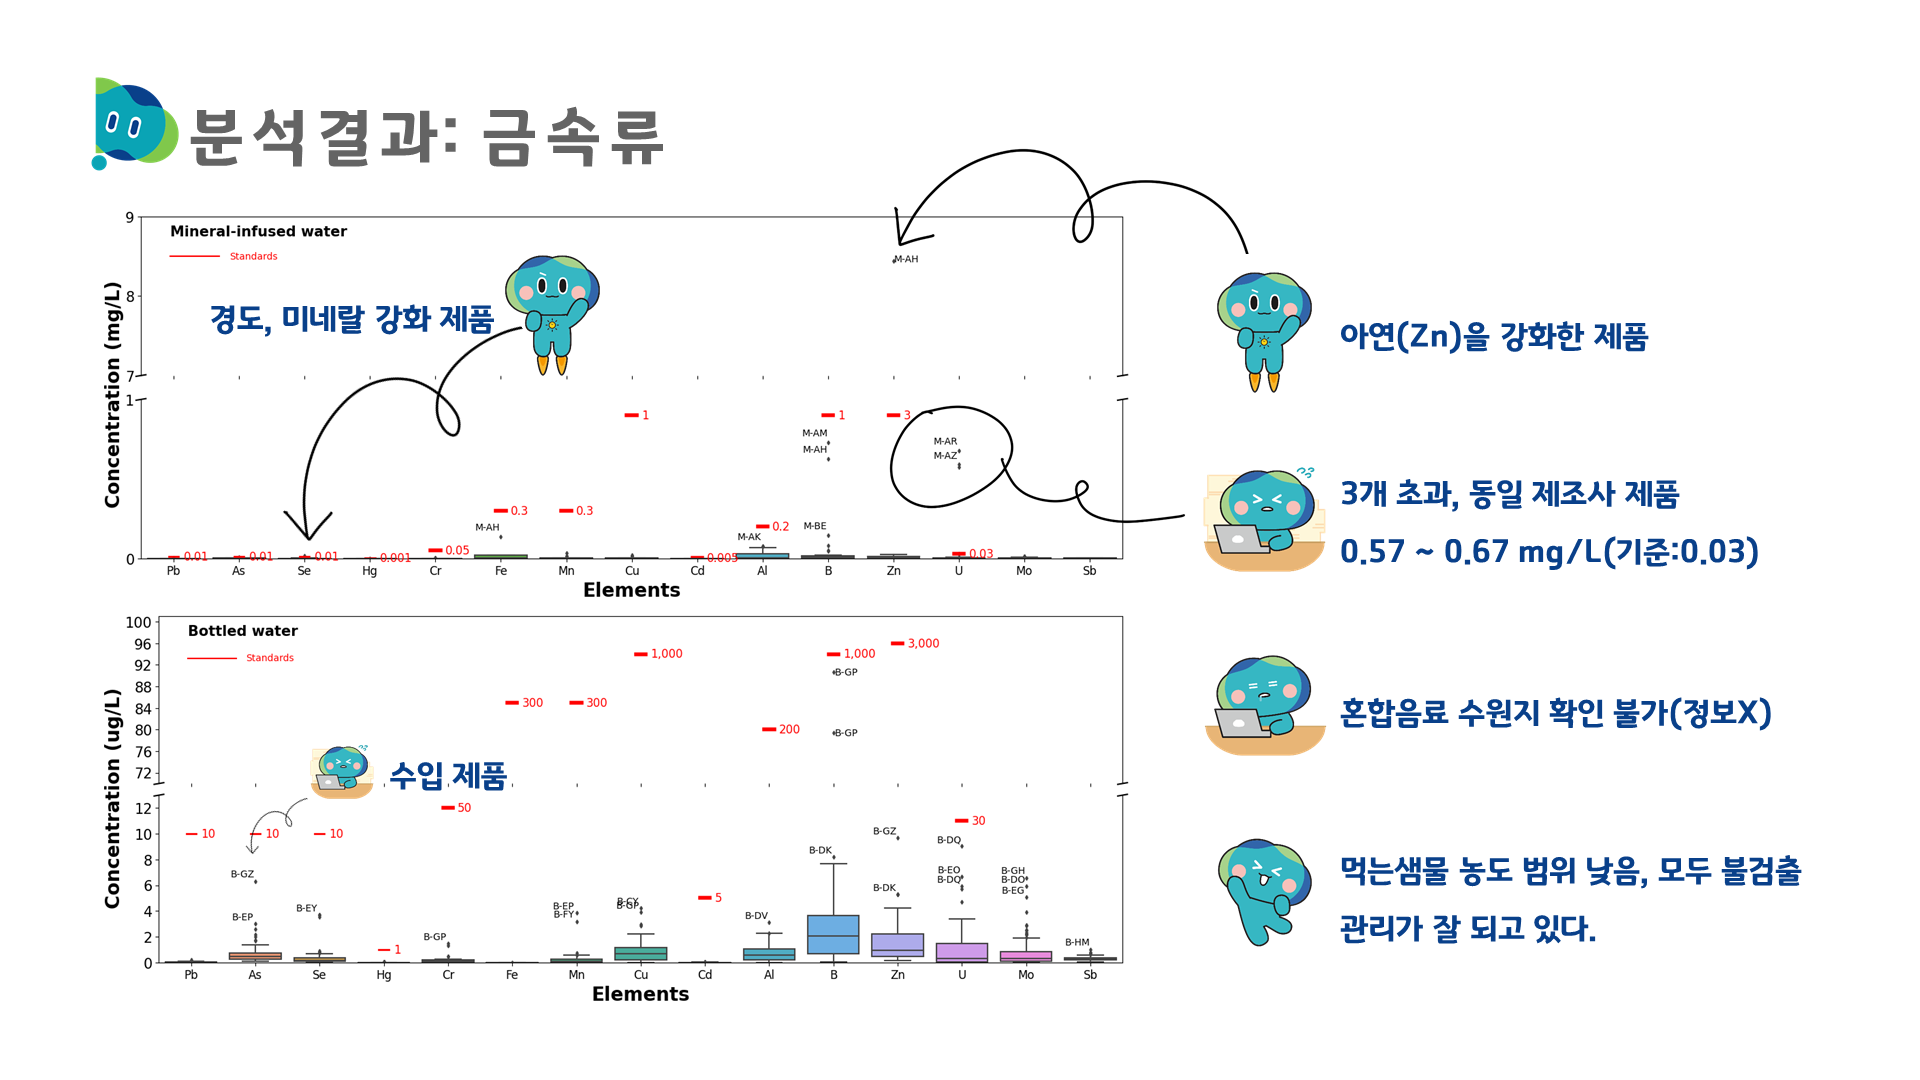 분석결과: 금속류
Mineral-infused water
Standards
경도, 미네랄 강화 제품
Concentration (mg/L)
9
8
7
1
0
M-AH
1
1
3
M-AM
M-AH
M-AR
M-AZ
0.3
0.3
M-AH
0.2
M-AK
M-BE
0.01
0.01
0.01
0.001
0.05
0.005
0.03
Pb As Se Hg Cr Fe Mn Cu Cd Al B Zn U Mo Sb
Elements
Bottled water
Standards
Concentration (ug/L)
100
96
92
88
84
80
76
72
12
10
8
6
4
2
0
1,000
1,000
3,000
B-GP
300
300
200
B-GP
수입 제품
50
10
10
10
30
B-GZ
B-DQ
B-DK
B-GZ
B-EO
B-DQ
B-GH
B-DO
B-EG
B-DK
5
B-EP
B-EY
B-EP
B-FY
B-GP
B-DV
B-GP
1
B-HM
Pb As Se Hg Cr Fe Mn Cu Cd Al B Zn U Mo Sb
Elements
아연(Zn)을 강화한 제품
3개 초과, 동일 제조사 제품
0.57 ~ 0.67 mg/L(기준:0.03)
혼합음료 수원지 확인 불가(정보X)
먹는샘물 농도 범위 낮음, 모두 불검출
관리가 잘 되고 있다.